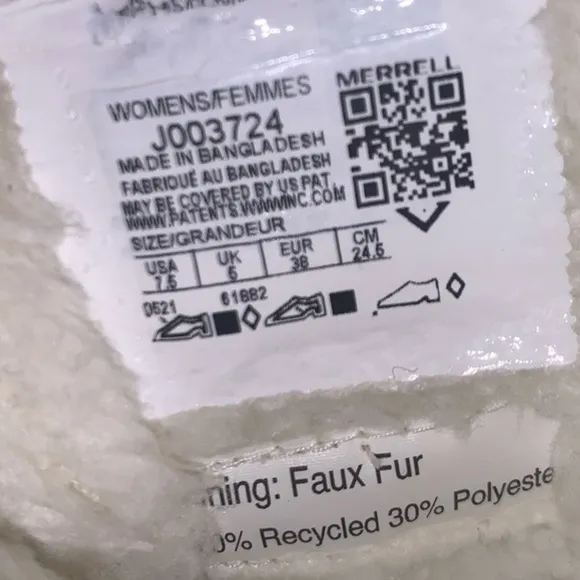 MERRELL
WOMENS/FEMMES
J003724
MADE IN BANGLADESH
FABRIQUÉ AU BANGLADESH
MAY BE COVERED BY US PAT.
WWW.PATENTS.WWWINC.COM
SIZE/GRANDEUR
USA UK EUR CM
7.5 5 38 24.5
0521 61882
ning: Faux Fur
0% Recycled 30% Polyeste